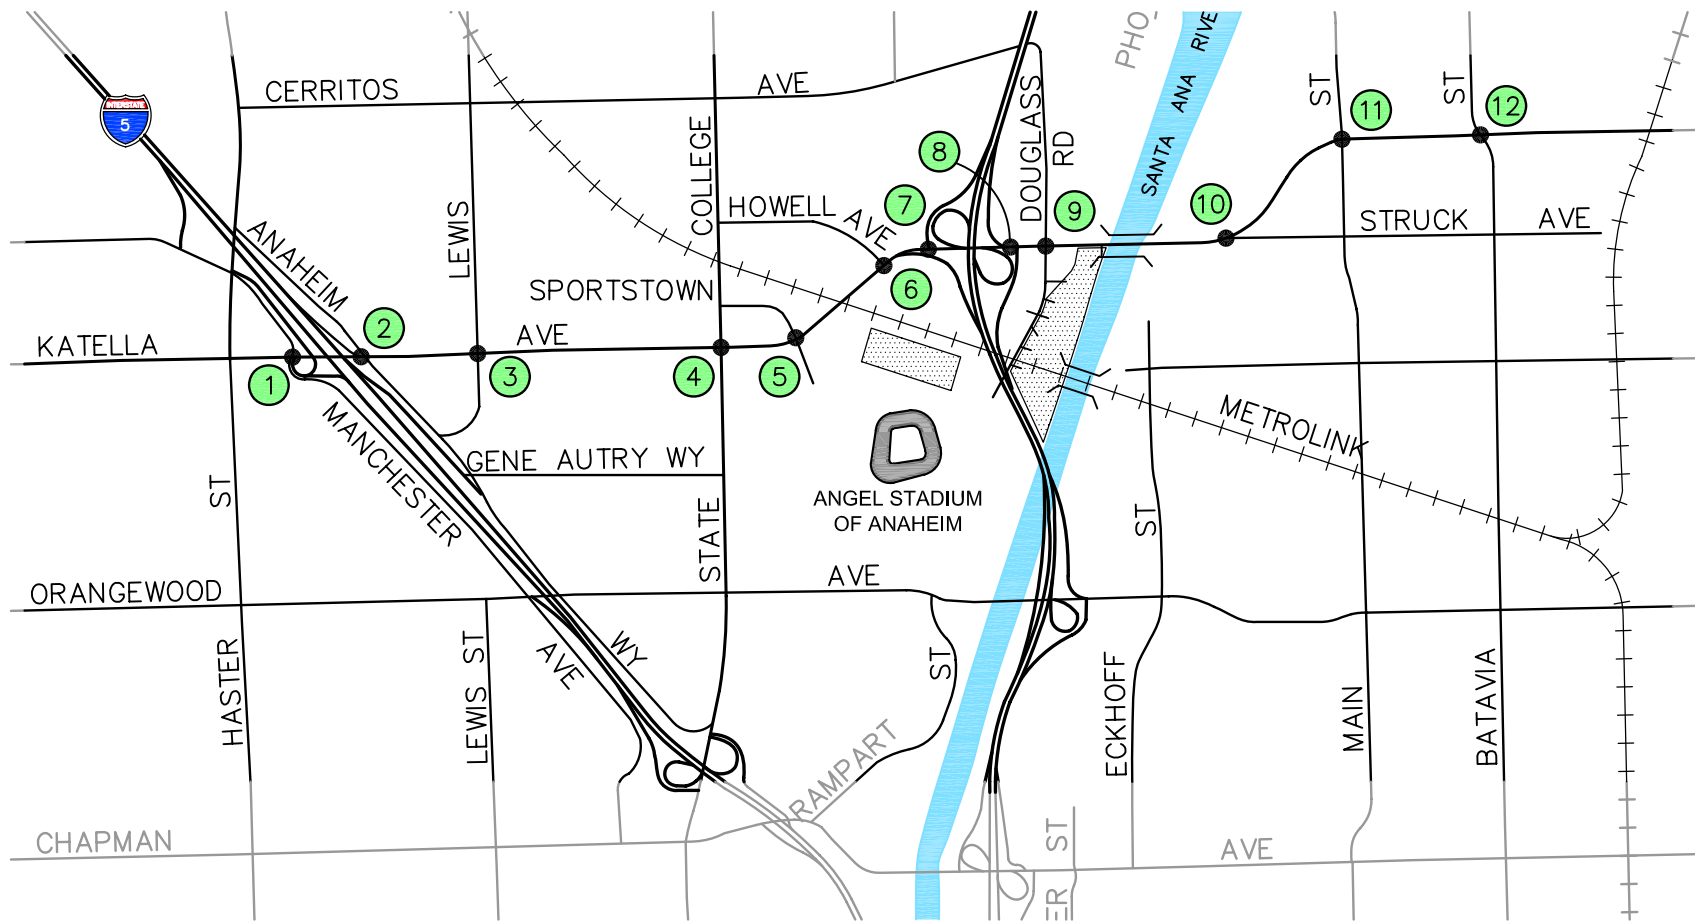 PHO
SANTA ANA RIVE
INTERSTATE
5
CERRITOS AVE
COLLEGE
DOUGLASS RD
ST
ST
11
12
8
7
9
10
HOWELL AVE
STRUCK AVE
LEWIS
ANAHEIM
SPORTSTOWN
6
KATELLA AVE
2
1
3
4
5
MANCHESTER
METROLINK
GENE AUTRY WY
ST
ANGEL STADIUM
OF ANAHEIM
ST
STATE
ORANGEWOOD AVE
HASTER
LEWIS ST
AVE
WY
ST
ECKHOFF
MAIN
BATAVIA
RAMPART
CHAPMAN AVE
ER ST